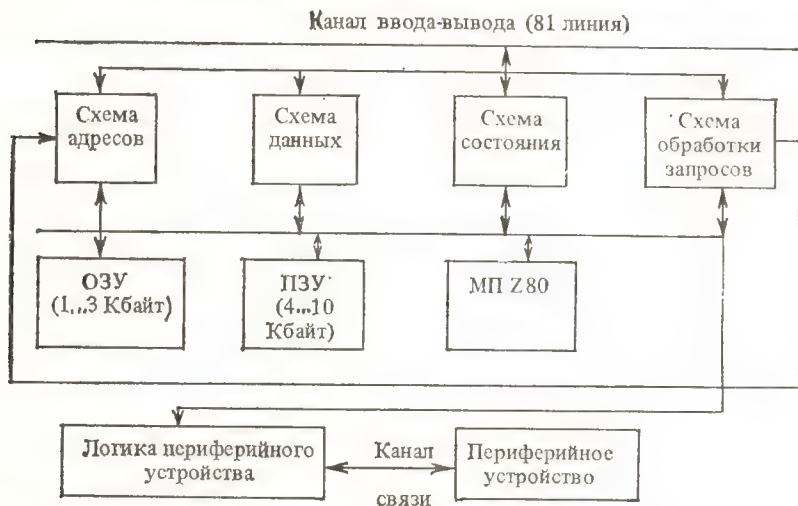 Канал ввода-вывода (81 линия)
Схема
адресов
Схема
данных
Схема
состояния
Схема
обработки
запросов
ОЗУ
(1...3 Кбайт)
ПЗУ
(4...10
Кбайт)
МП Z80
Логика периферийного
устройства
Канал
связи
Периферийное
устройство